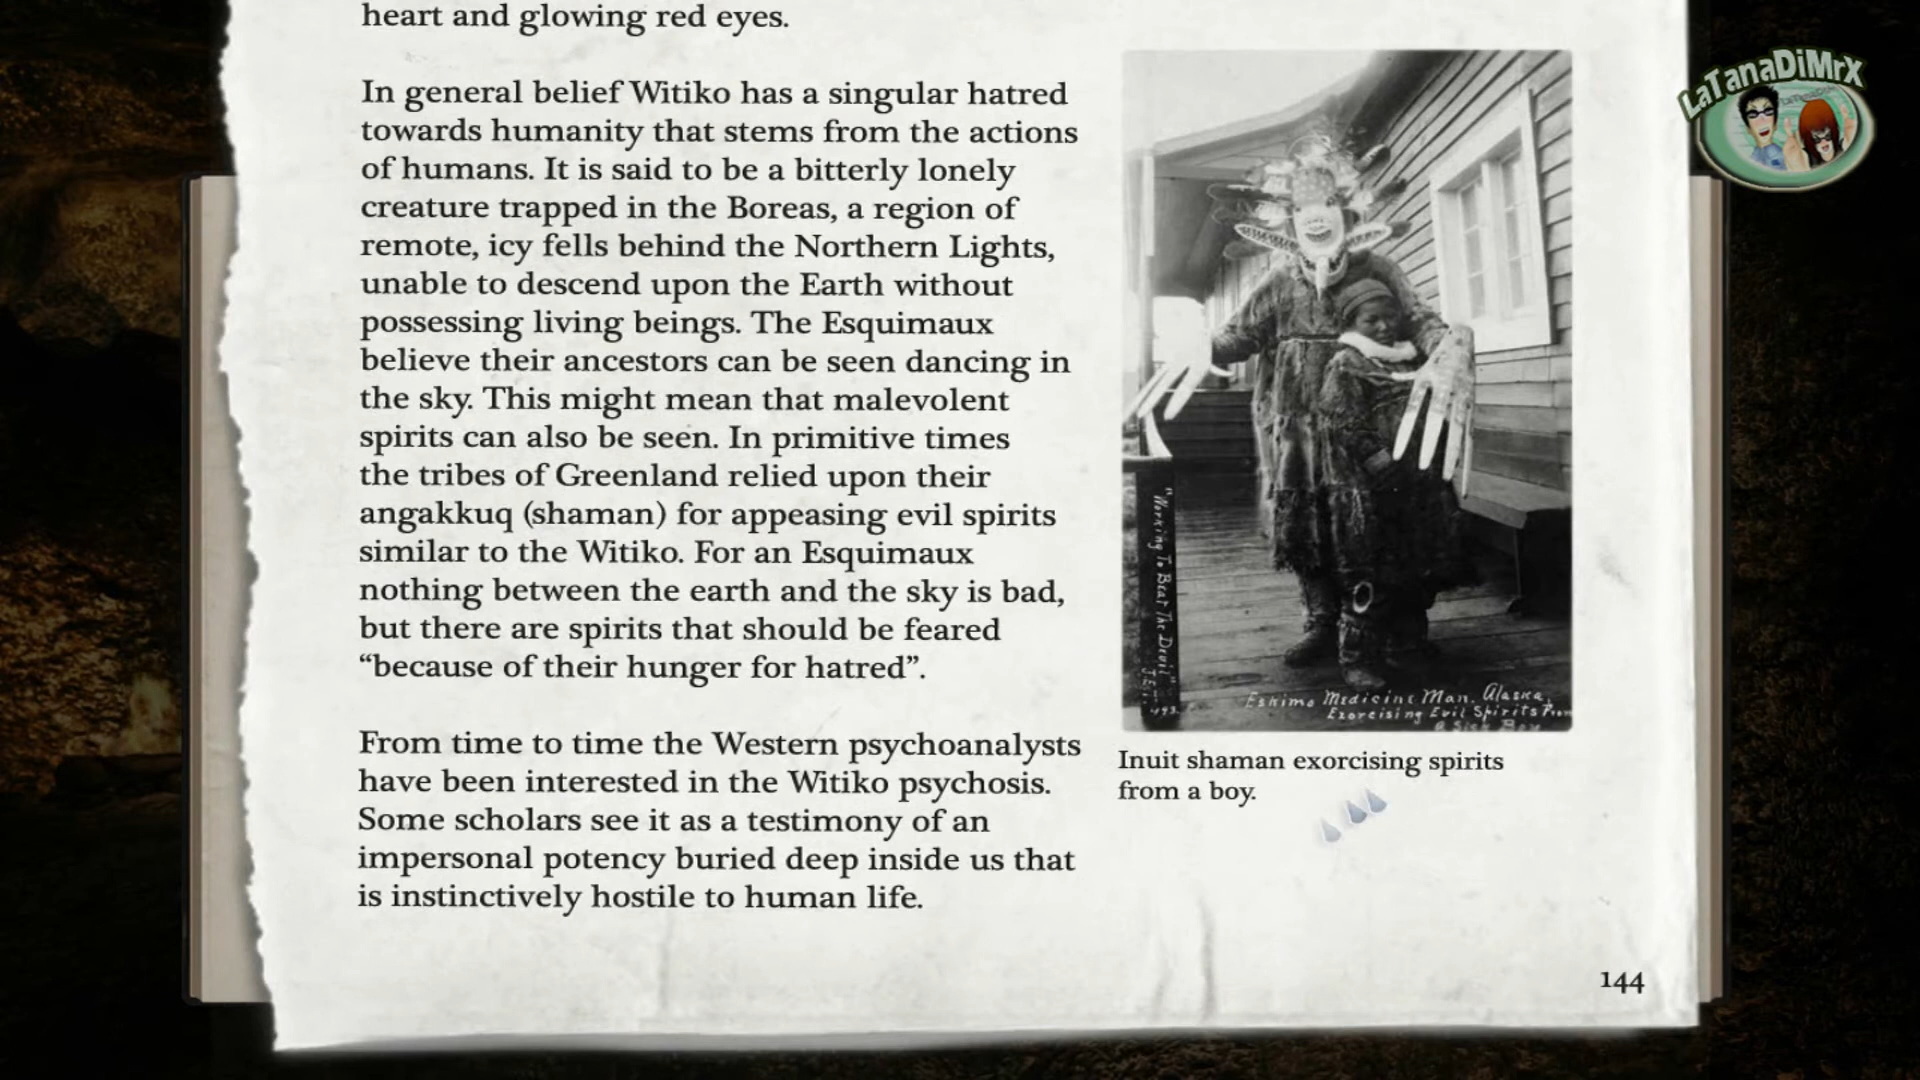 heart and glowing red eyes.
In general belief Witiko has a singular hatred
towards humanity that stems from the actions
of humans. It is said to be a bitterly lonely
creature trapped in the Boreas, a region of
remote, icy fells behind the Northern Lights,
unable to descend upon the Earth without
possessing living beings. The Esquimaux
believe their ancestors can be seen dancing in
the sky. This might mean that malevolent
spirits can also be seen. In primitive times
the tribes of Greenland relied upon their
angakkuq (shaman) for appeasing evil spirits
similar to the Witiko. For an Esquimaux
nothing between the earth and the sky is bad,
but there are spirits that should be feared
“because of their hunger for hatred”.
From time to time the Western psychoanalysts
have been interested in the Witiko psychosis.
Some scholars see it as a testimony of an
impersonal potency buried deep inside us that
is instinctively hostile to human life.
LaTanaDiMrX
"Working To Beat The Devil"
Eskimo Medicine Man, Alaska,
Exorcising Evil Spirits From
a Sick Boy
Inuit shaman exorcising spirits
from a boy.
144